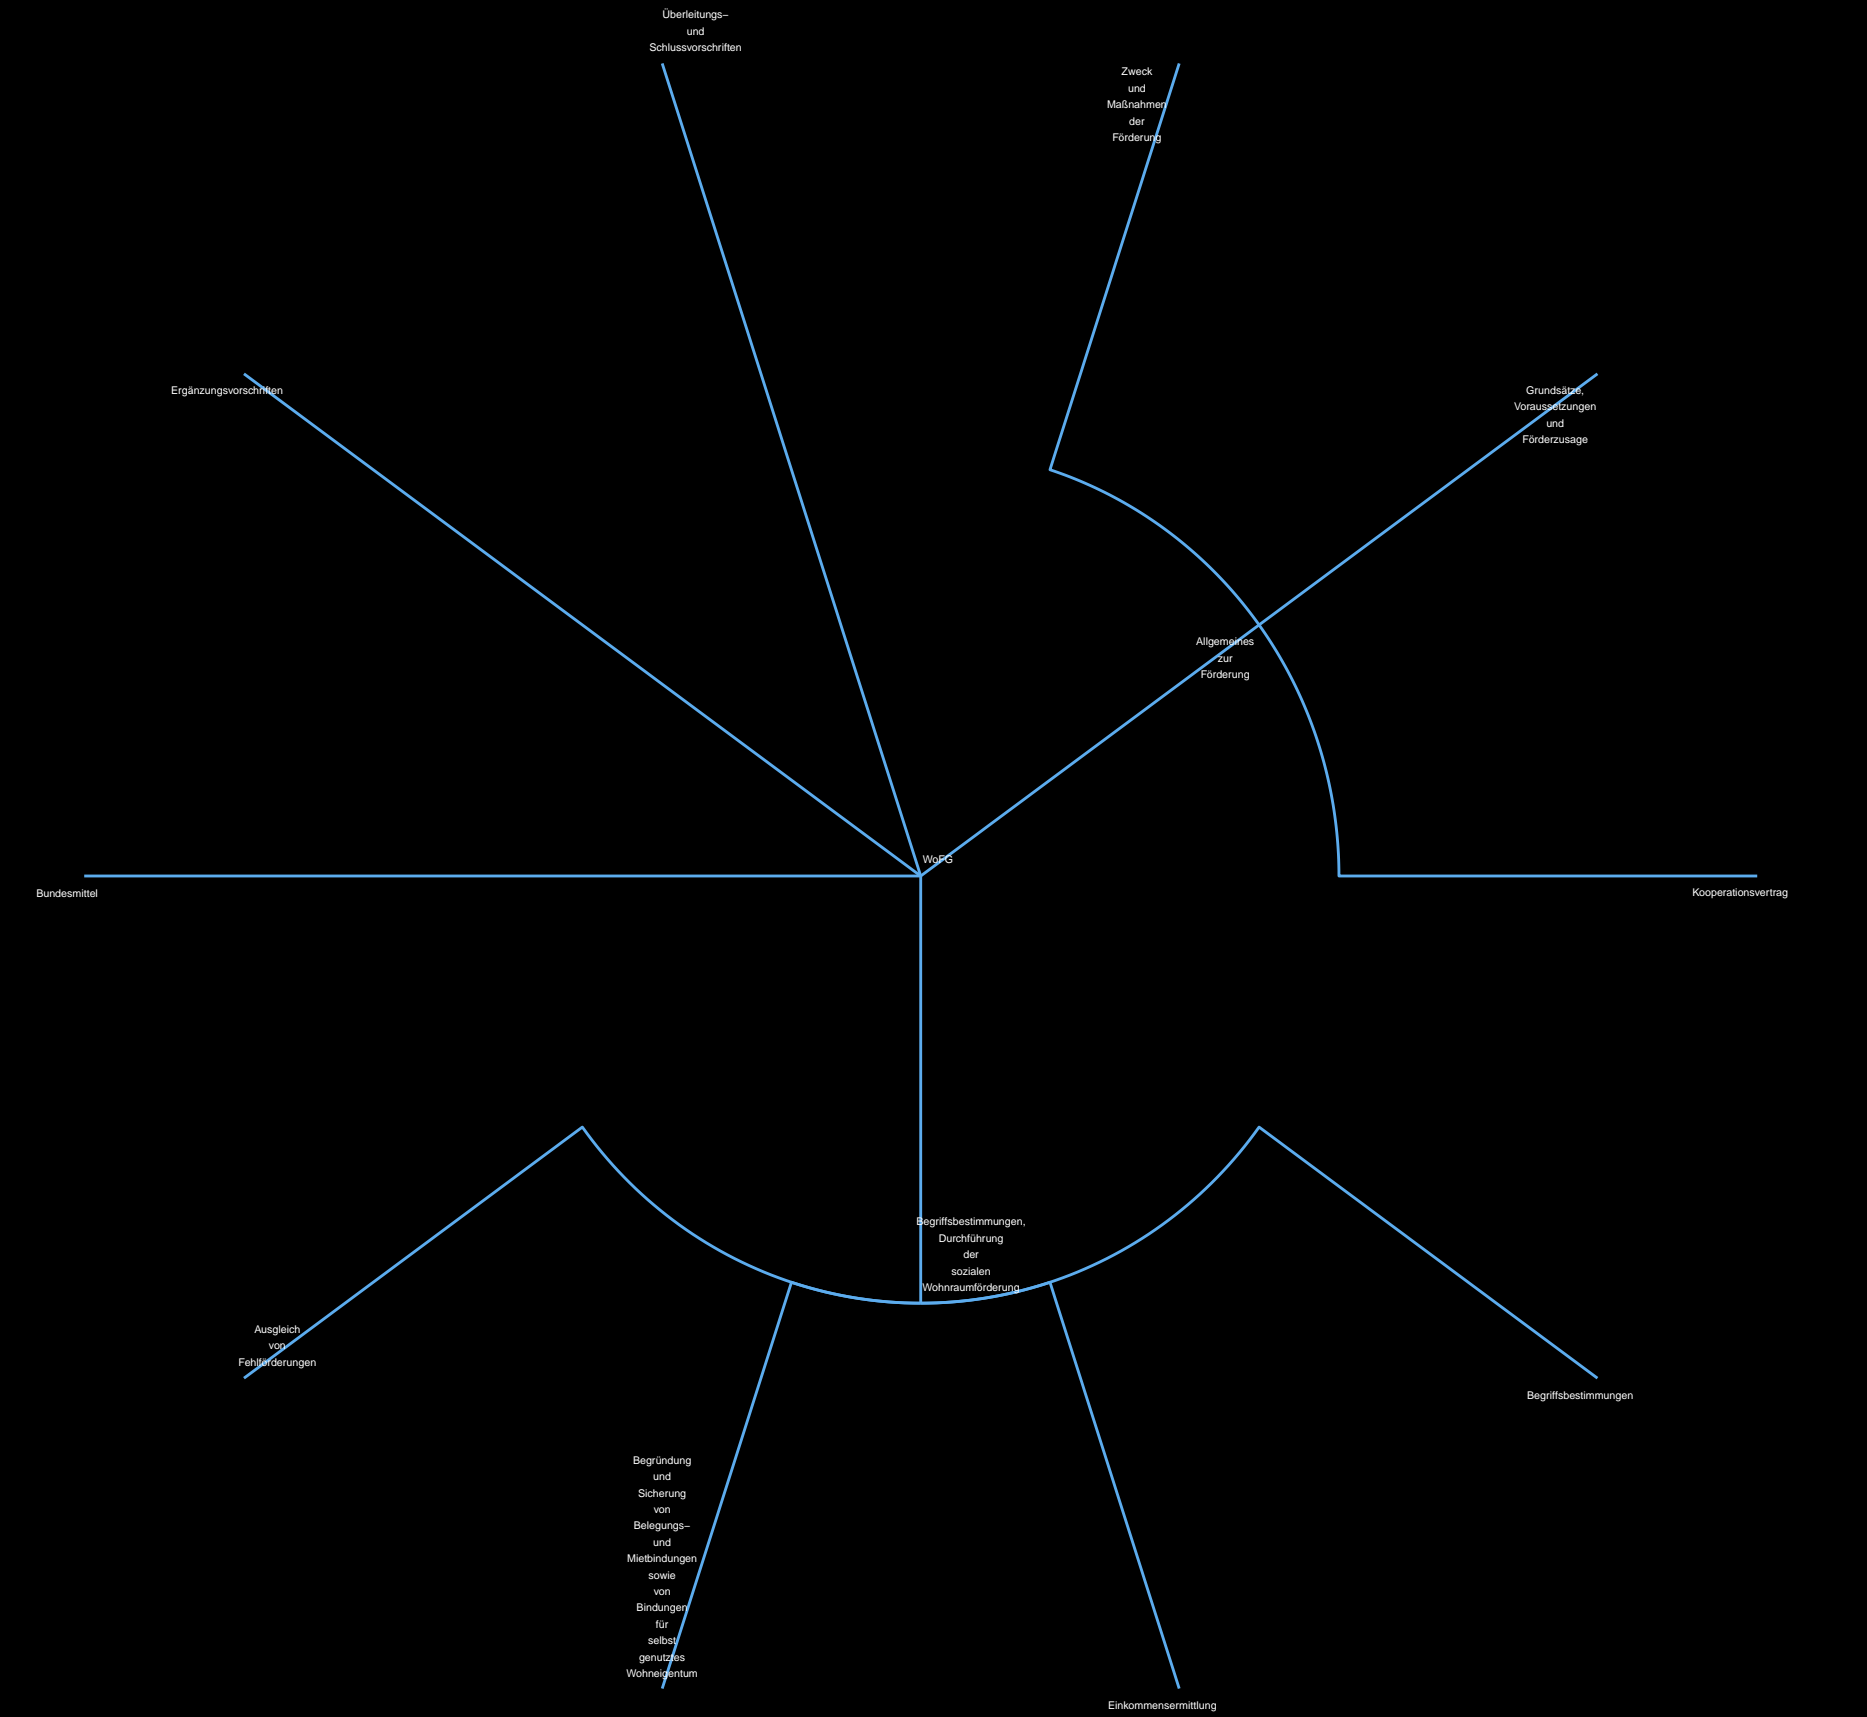 Überleitungs–
und
Schlussvorschriften
Zweck
und
Maßnahmen
der
Förderung
Ergänzungsvorschriften
Grundsätze,
Voraussetzungen
und
Förderzusage
Allgemeines
zur
Förderung
WoFG
Bundesmittel
Kooperationsvertrag
Begriffsbestimmungen,
Durchführung
der
sozialen
Wohnraumförderung
Ausgleich
von
Fehlförderungen
Begriffsbestimmungen
Begründung
und
Sicherung
von
Belegungs–
und
Mietbindungen
sowie
von
Bindungen
für
selbst
genutztes
Wohneigentum
Einkommensermittlung